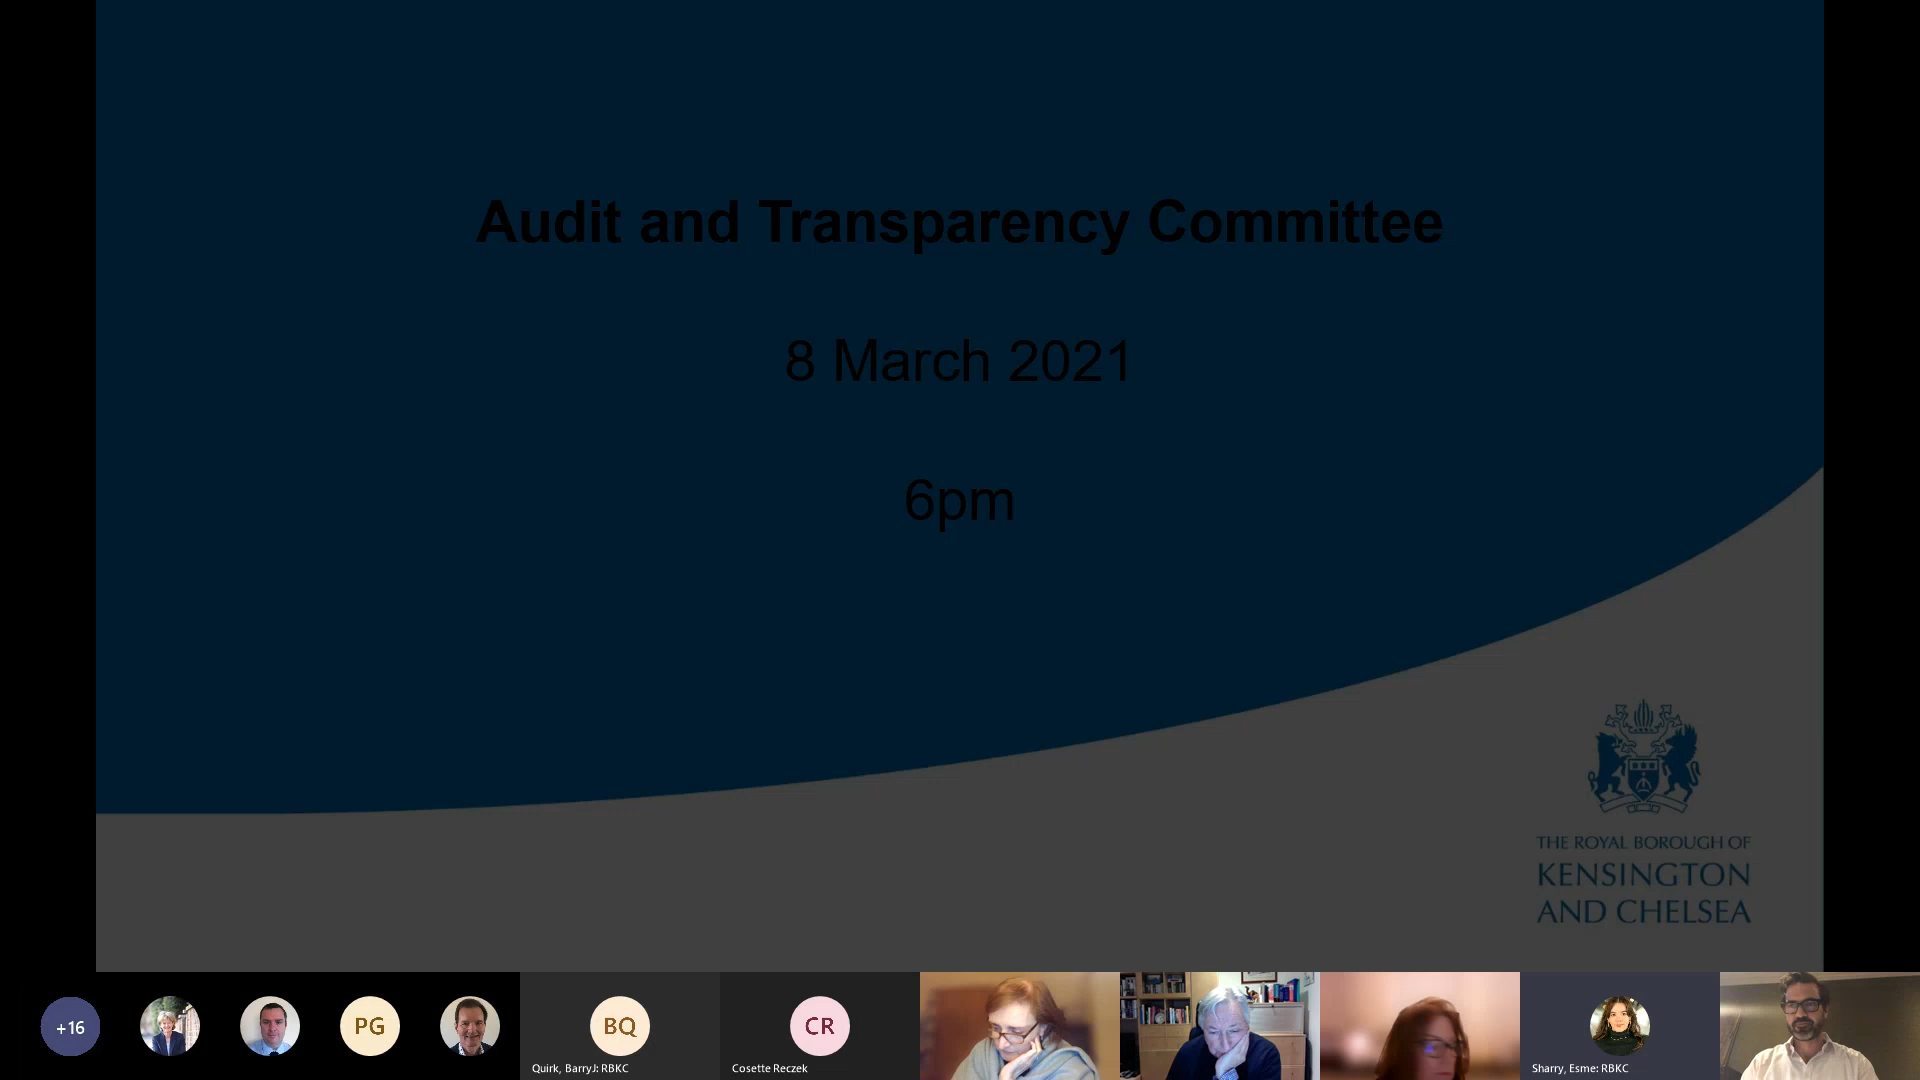 Audit and Transparency Committee
8 March 2021
6pm
THE ROYAL BOROUGH OF
KENSINGTON
AND CHELSEA
+16
PG
BQ
CR
Quirk, BarryJ: RBKC
Cosette Reczek
Sharry, Esme: RBKC